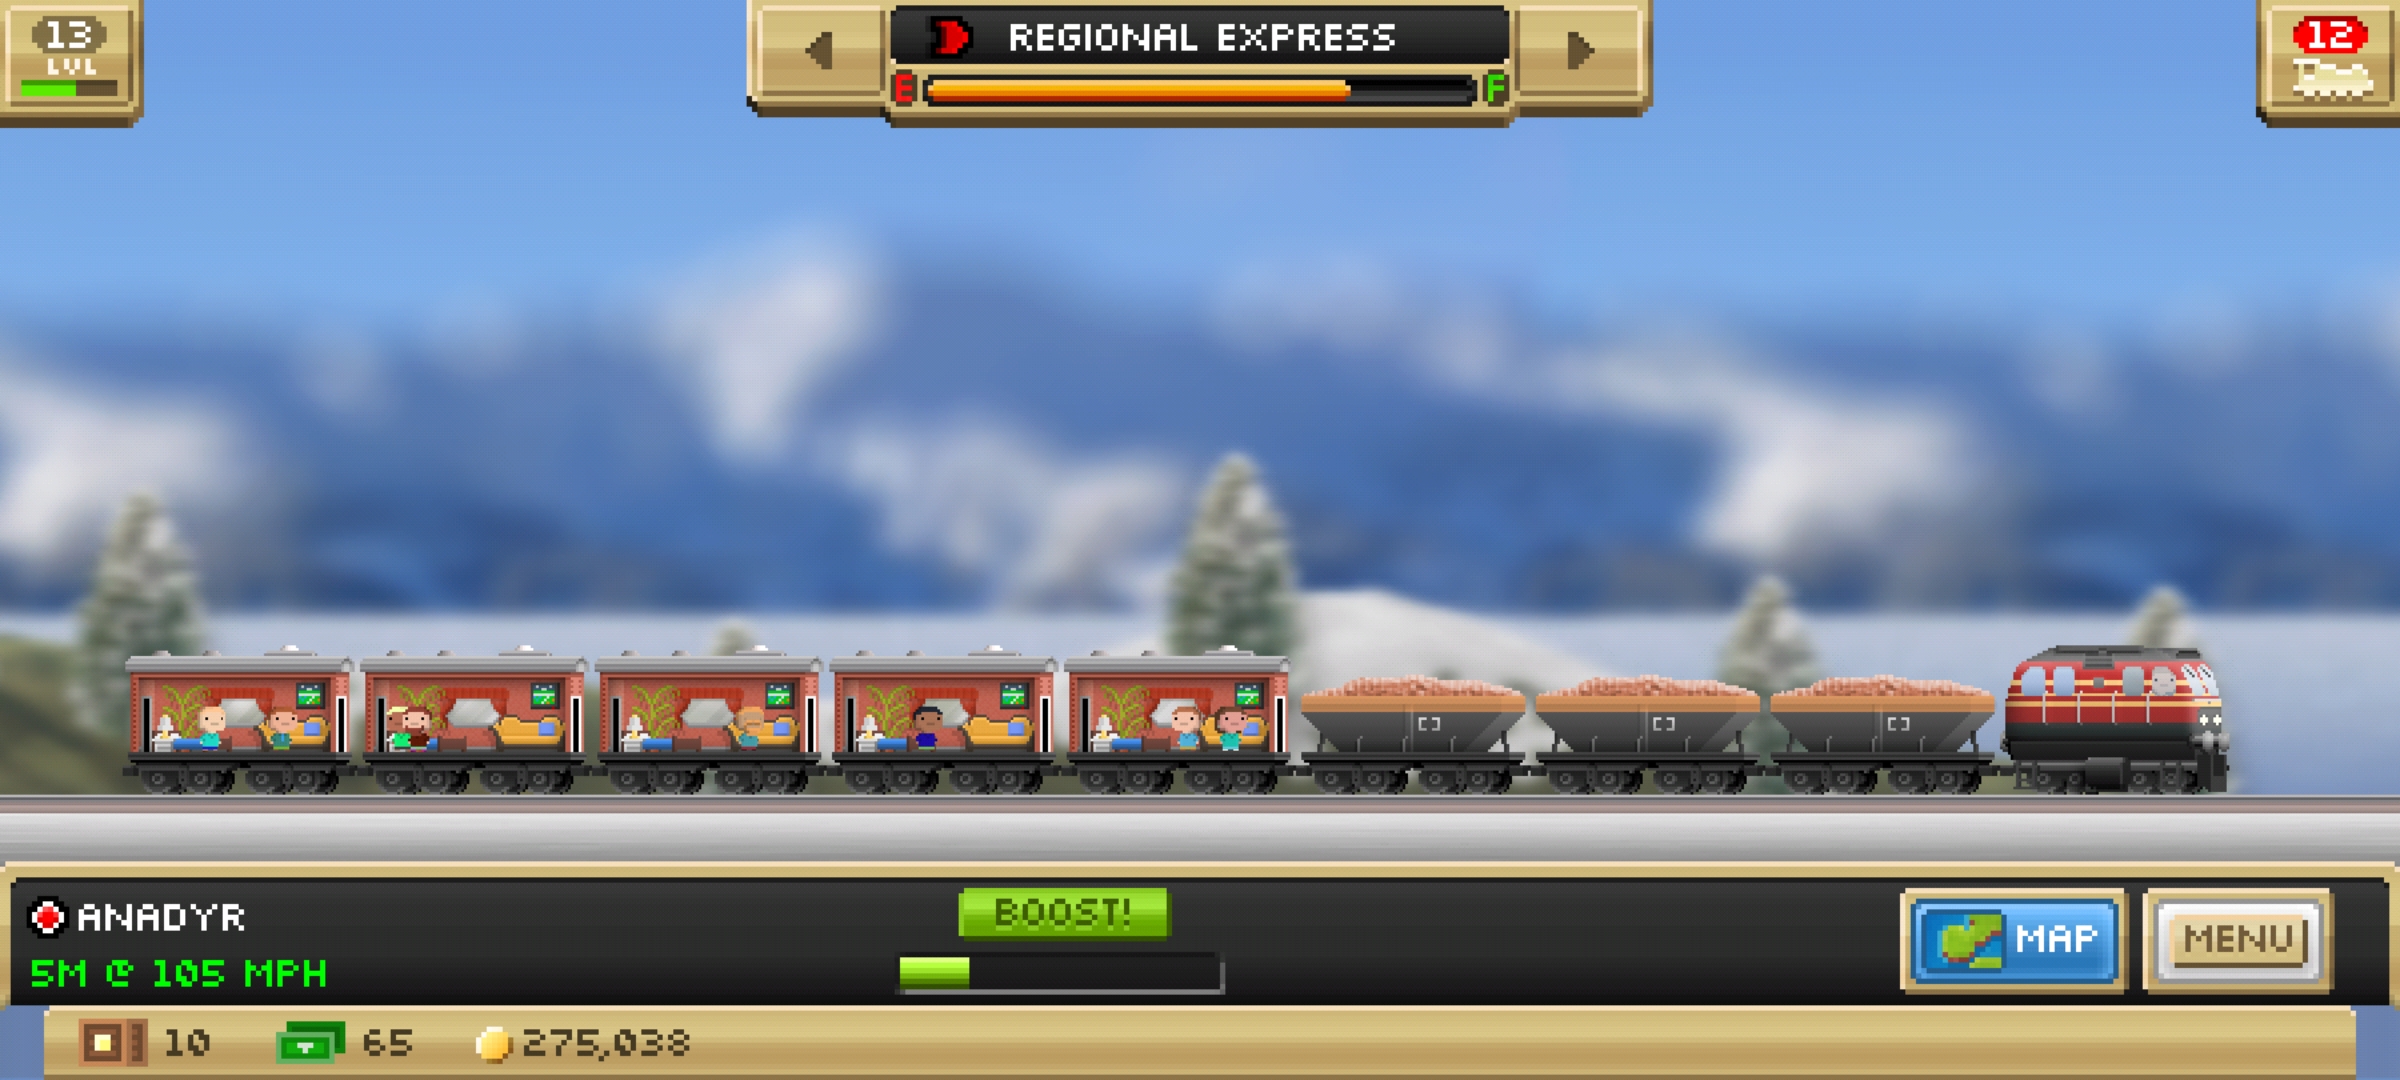 13
LVL
REGIONAL EXPRESS
E F
12
ANADYR
5M @ 105 MPH
BOOST!
MAP
MENU
10
65
275,038